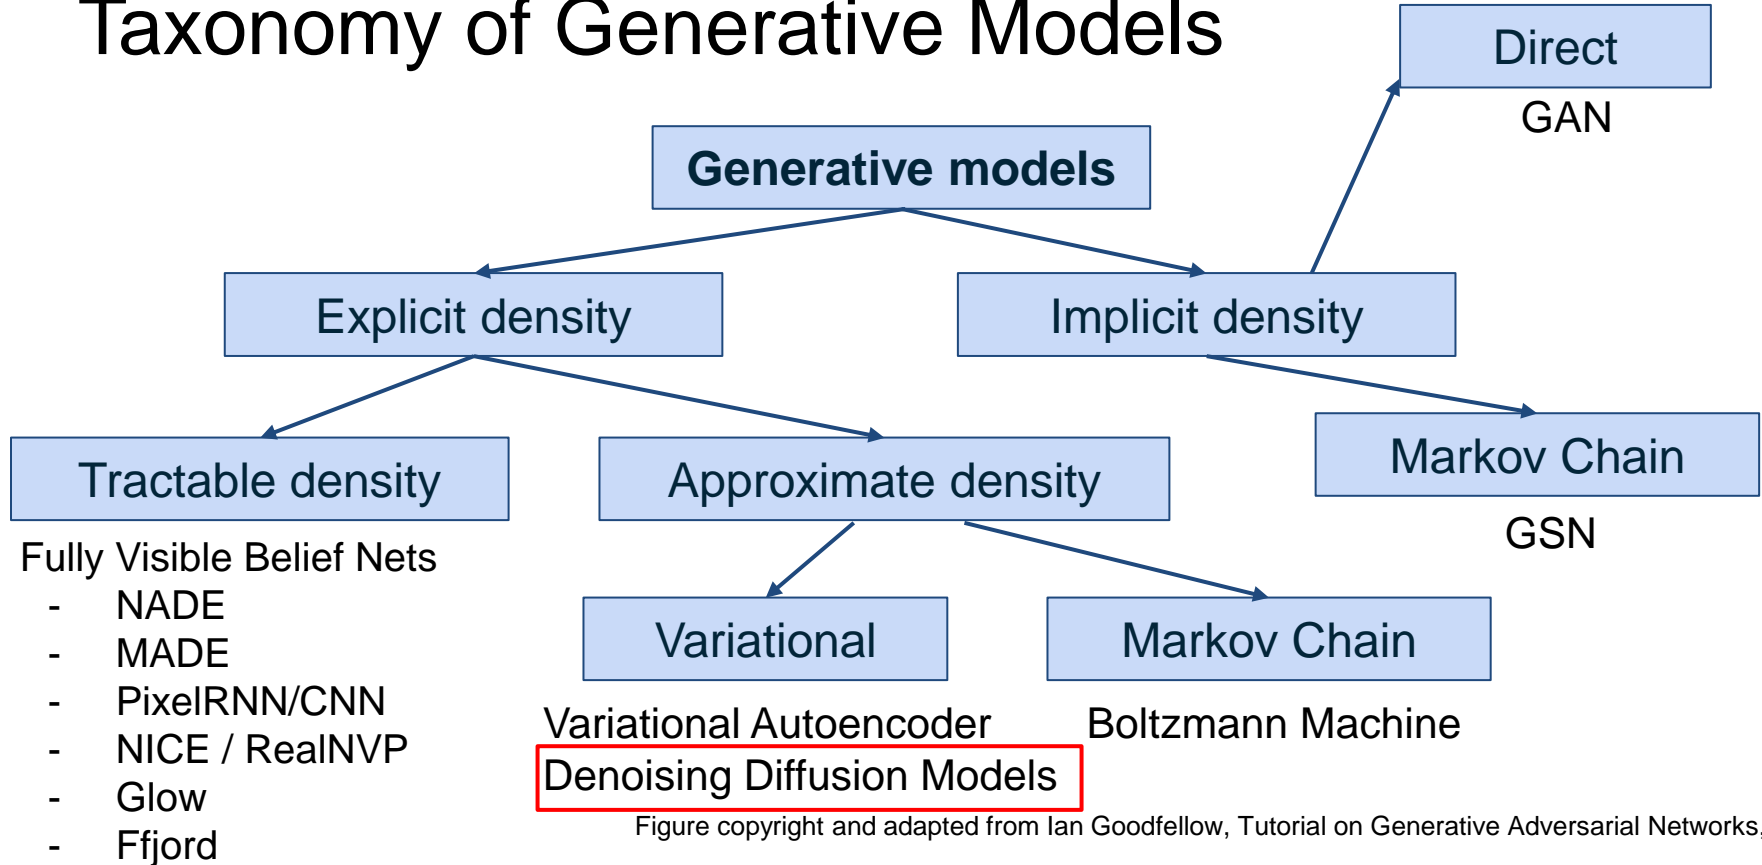 Taxonomy of Generative Models
Direct
GAN
Generative models
Explicit density
Implicit density
Tractable density
Approximate density
Markov Chain
GSN
Fully Visible Belief Nets
- NADE
- MADE
- PixelRNN/CNN
- NICE / RealNVP
- Glow
- Ffjord
Variational
Markov Chain
Variational Autoencoder
Denoising Diffusion Models
Boltzmann Machine
Figure copyright and adapted from Ian Goodfellow, Tutorial on Generative Adversarial Networks,